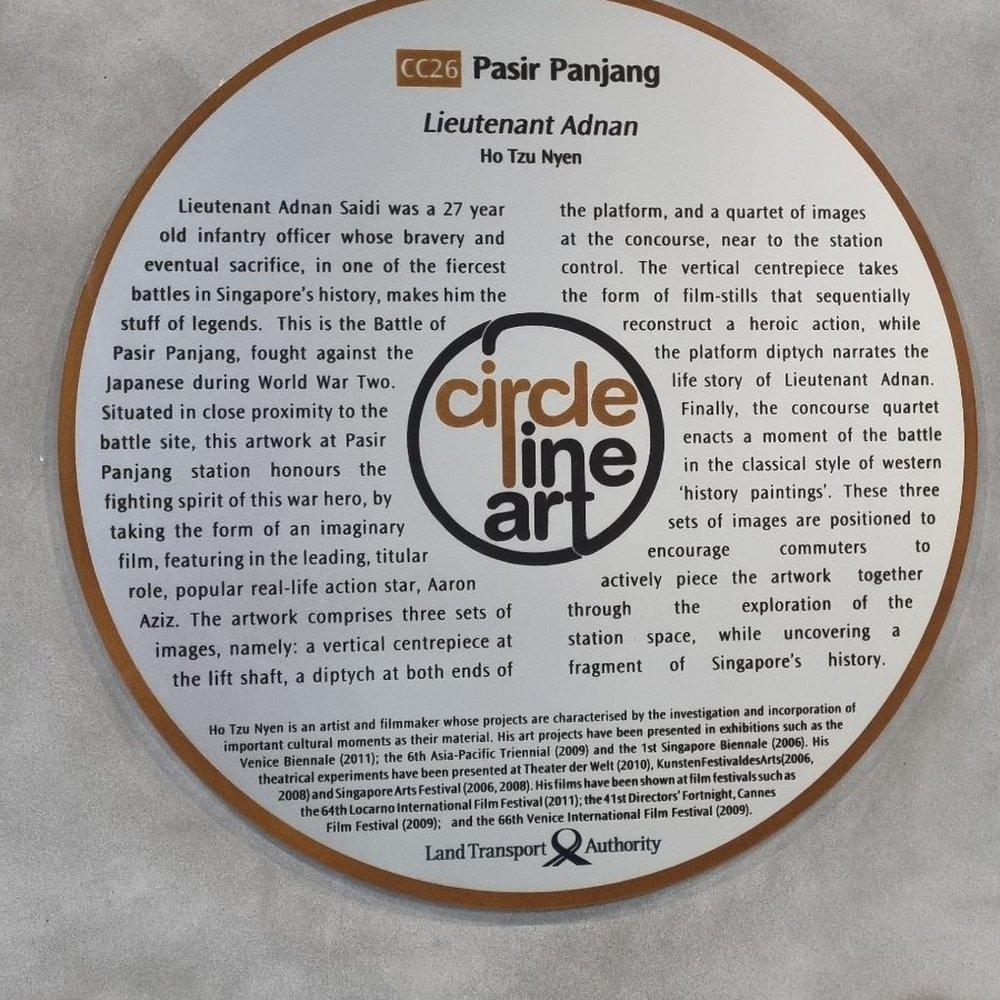 CC26 Pasir Panjang
Lieutenant Adnan
Ho Tzu Nyen
Lieutenant Adnan Saidi was a 27 year
old infantry officer whose bravery and
eventual sacrifice, in one of the fiercest
battles in Singapore's history, makes him the
stuff of legends. This is the Battle of
Pasir Panjang, fought against the
Japanese during World War Two.
Situated in close proximity to the
battle site, this artwork at Pasir
Panjang station honours the
fighting spirit of this war hero, by
taking the form of an imaginary
film, featuring in the leading, titular
role, popular real-life action star, Aaron
Aziz. The artwork comprises three sets of
images, namely: a vertical centrepiece at
the lift shaft, a diptych at both ends of
the platform, and a quartet of images
at the concourse, near to the station
control. The vertical centrepiece takes
the form of film-stills that sequentially
reconstruct a heroic action, while
the platform diptych narrates the
life story of Lieutenant Adnan.
Finally, the concourse quartet
enacts a moment of the battle
in the classical style of western
'history paintings'. These three
sets of images are positioned to
encourage commuters to
actively piece the artwork together
through the exploration of the
station space, while uncovering a
fragment of Singapore's history.
circle
line
art
Ho Tzu Nyen is an artist and filmmaker whose projects are characterised by the investigation and incorporation of
important cultural moments as their material. His art projects have been presented in exhibitions such as the
Venice Biennale (2011); the 6th Asia-Pacific Triennial (2009) and the 1st Singapore Biennale (2006). His
theatrical experiments have been presented at Theater der Welt (2010), KunstenFestivaldesArts(2006,
2008) and Singapore Arts Festival (2006, 2008). His films have been shown at film festivals such as
the 64th Locarno International Film Festival (2011); the 41st Directors' Fortnight, Cannes
Film Festival (2009); and the 66th Venice International Film Festival (2009).
Land Transport Authority